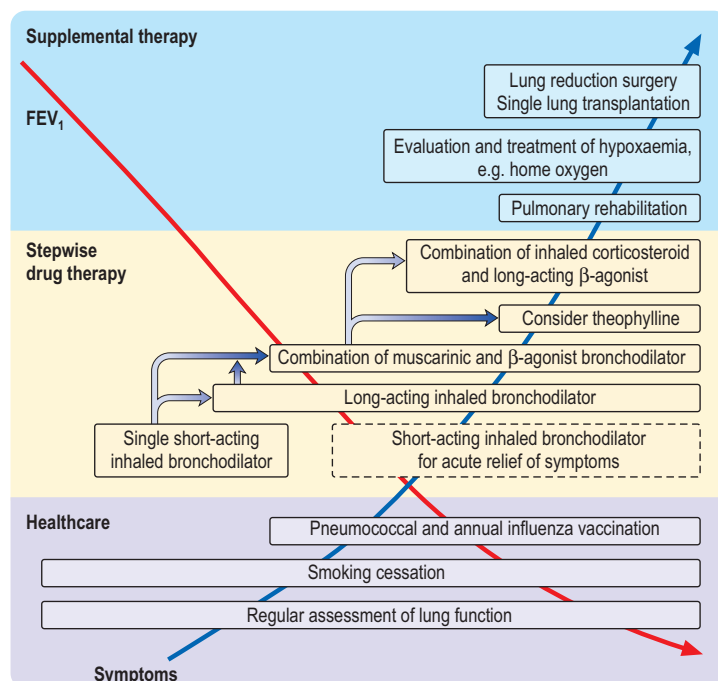 Supplemental therapy
FEV1
Lung reduction surgery
Single lung transplantation
Evaluation and treatment of hypoxaemia,
e.g. home oxygen
Pulmonary rehabilitation
Stepwise
drug therapy
Combination of inhaled corticosteroid
and long-acting β-agonist
Consider theophylline
Combination of muscarinic and β-agonist bronchodilator
Long-acting inhaled bronchodilator
Single short-acting
inhaled bronchodilator
Short-acting inhaled bronchodilator
for acute relief of symptoms
Healthcare
Pneumococcal and annual influenza vaccination
Smoking cessation
Regular assessment of lung function
Symptoms